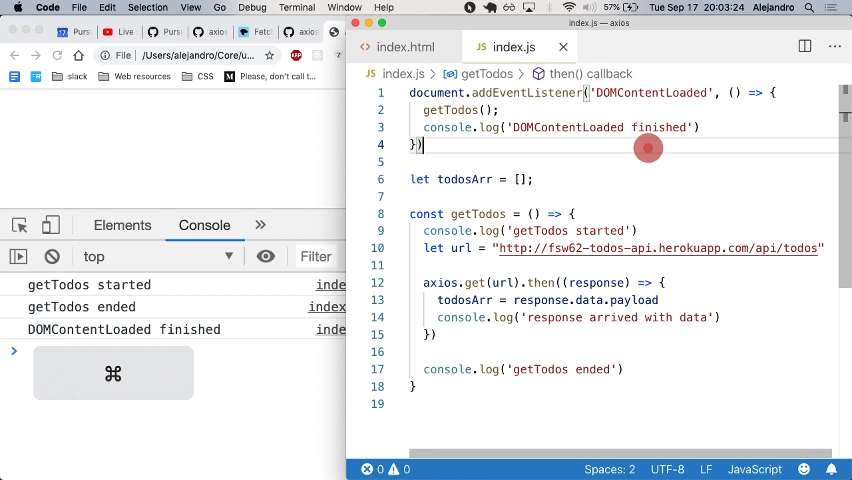 Code File Edit Selection View Go Debug Terminal Window Help 57% Tue Sep 17 20:03:24 Alejandro
index.js — axios
Purs Live Pursu axios Fetch axios
File /Users/alejandro/Core/u...
slack Web resources CSS Please, don't call t...
index.html JS index.js
JS index.js > getTodos > then() callback
1 document.addEventListener('DOMContentLoaded', () => {
2 getTodos();
3 console.log('DOMContentLoaded finished')
4 })
5
6 let todosArr = [];
7
8 const getTodos = () => {
9 console.log('getTodos started')
10 let url = "http://fsw62-todos-api.herokuapp.com/api/todos"
11
12 axios.get(url).then((response) => {
13 todosArr = response.data.payload
14 console.log('response arrived with data')
15 })
16
17 console.log('getTodos ended')
18 }
19
Elements Console
top Filter
getTodos started inde
getTodos ended index
DOMContentLoaded finished inde
⌘
0 0 Spaces: 2 UTF-8 LF JavaScript